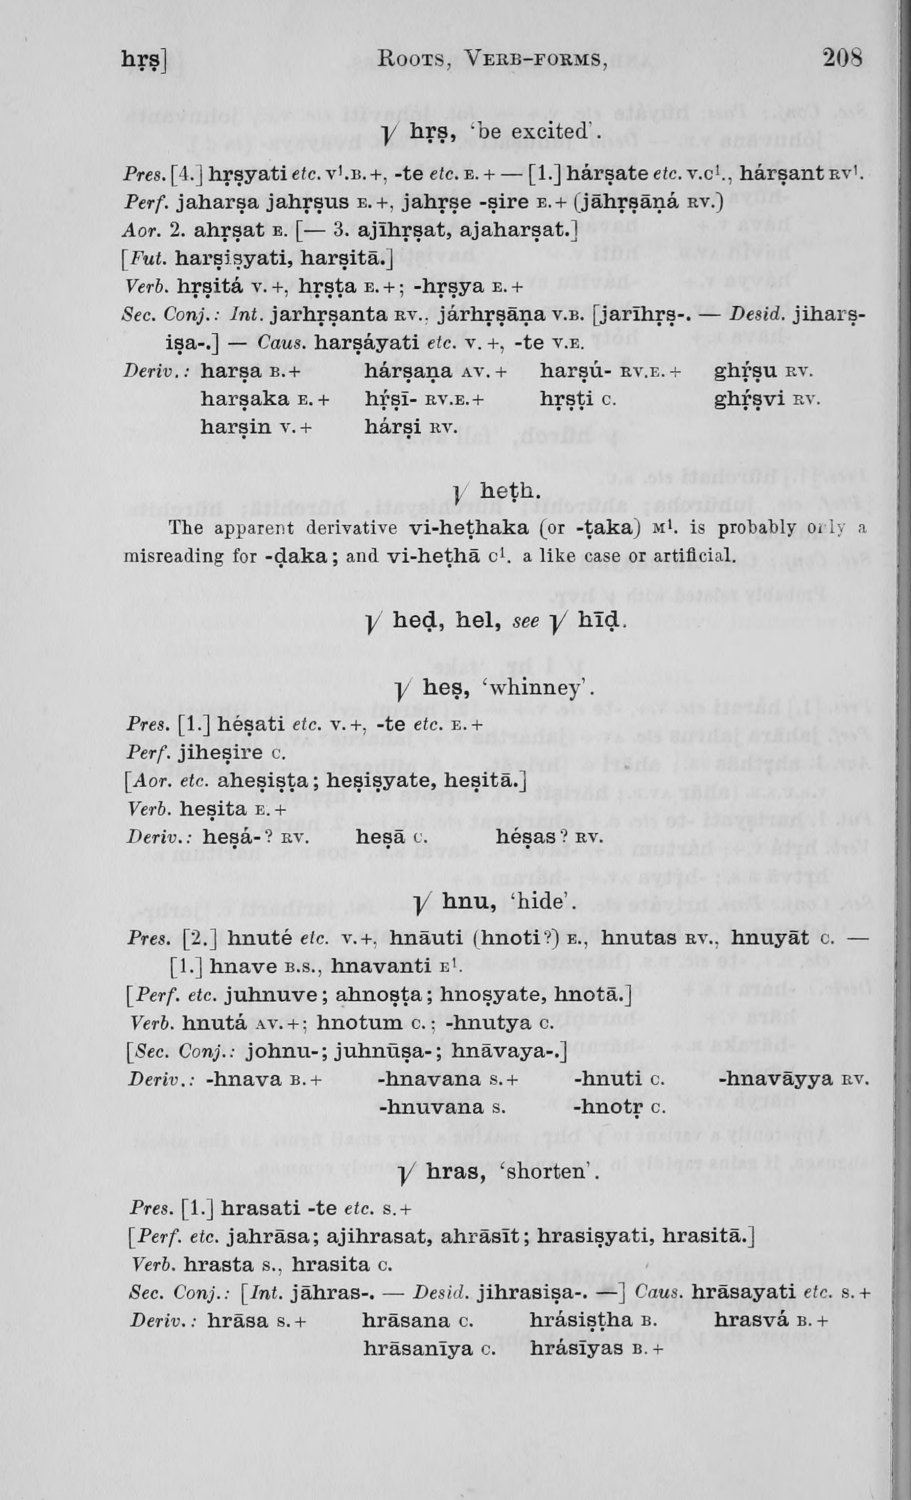 hṛṣ] Roots, Verb-forms, 208
√ hṛṣ, ‘be excited’.
Pres. [4.] hṛṣyati etc. v¹.B.+, -te etc. E.+ — [1.] hárṣate etc. v.c¹., hárṣant RV¹.
Perf. jaharṣa jahṛṣus E.+, jahṛṣe -ṣire E.+ (jāhṛṣāṇá RV.)
Aor. 2. ahṛṣat E. [— 3. ajīhṛṣat, ajaharṣat.]
[Fut. harṣiṣyati, harṣitā.]
Verb. hṛṣitá v.+, hṛṣṭa E.+; -hṛṣya E.+
Sec. Conj.: Int. jarhṛṣanta RV., járhṛṣāṇa V.B. [jarīhṛṣ-. — Desid. jiharṣ-
iṣa-.] — Caus. harṣáyati etc. v.+, -te V.E.
Deriv.: harṣa B.+ hárṣaṇa AV.+ harṣú- RV.E.+ ghṛ́ṣu RV.
harṣaka E.+ hṛ́ṣī- RV.E.+ hṛṣṭi C. ghṛ́ṣvi RV.
harṣin v.+ hárṣi RV.
√ heṭh.
The apparent derivative vi-heṭhaka (or -ṭaka) M¹. is probably only a
misreading for -ḍaka; and vi-heṭhā C¹. a like case or artificial.
√ heḍ, hel, see √ hīḍ.
√ heṣ, ‘whinney’.
Pres. [1.] héṣati etc. v.+, -te etc. E.+
Perf. jiheṣire C.
[Aor. etc. aheṣiṣṭa; heṣiṣyate, heṣitā.]
Verb. heṣita E.+
Deriv.: heṣá-? RV. heṣā C. héṣas? RV.
√ hnu, ‘hide’.
Pres. [2.] hnuté etc. v.+, hnāuti (hnoti?) E., hnutas RV., hnuyāt C. —
[1.] hnave B.S., hnavanti E¹.
[Perf. etc. juhnuve; ahnoṣṭa; hnoṣyate, hnotā.]
Verb. hnutá AV.+; hnotum C.; -hnutya C.
[Sec. Conj.: johnu-; juhnūṣa-; hnāvaya-.]
Deriv.: -hnava B.+ -hnavana S.+ -hnuti C. -hnavāyya RV.
-hnuvana S. -hnotṛ C.
√ hras, ‘shorten’.
Pres. [1.] hrasati -te etc. S.+
[Perf. etc. jahrāsa; ajihrasat, ahrāsīt; hrasiṣyati, hrasitā.]
Verb. hrasta S., hrasita C.
Sec. Conj.: [Int. jāhras-. — Desid. jihrasiṣa-. —] Caus. hrāsayati etc. S.+
Deriv.: hrāsa S.+ hrāsana C. hrásiṣṭha B. hrasvá B.+
hrāsanīya C. hrásīyas B.+